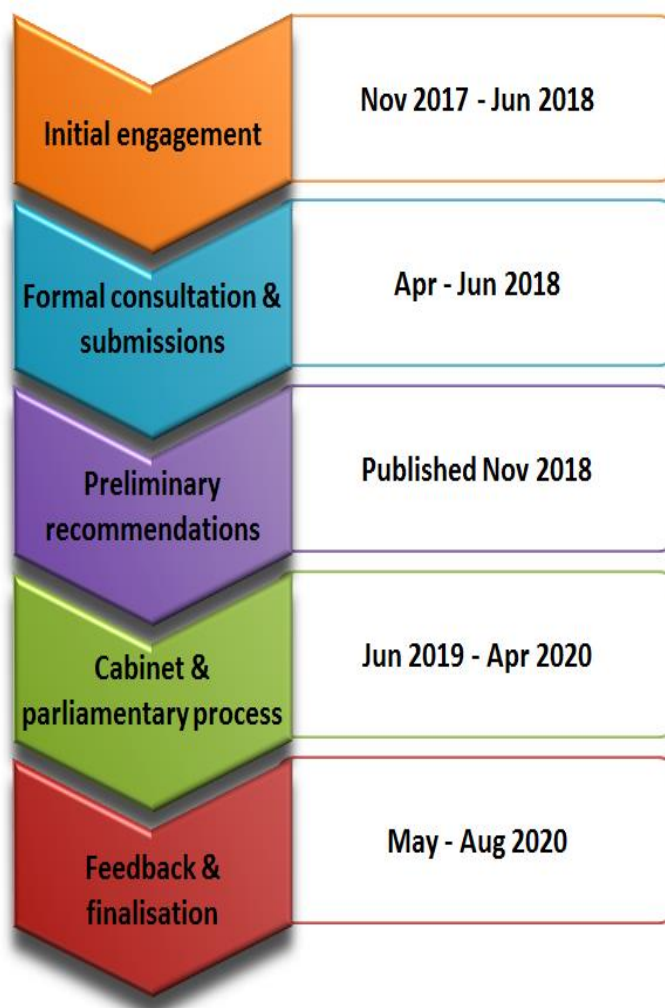 Initial engagement
Nov 2017 - Jun 2018
Formal consultation &
submissions
Apr - Jun 2018
Preliminary
recommendations
Published Nov 2018
Cabinet &
parliamentary process
Jun 2019 - Apr 2020
Feedback &
finalisation
May - Aug 2020